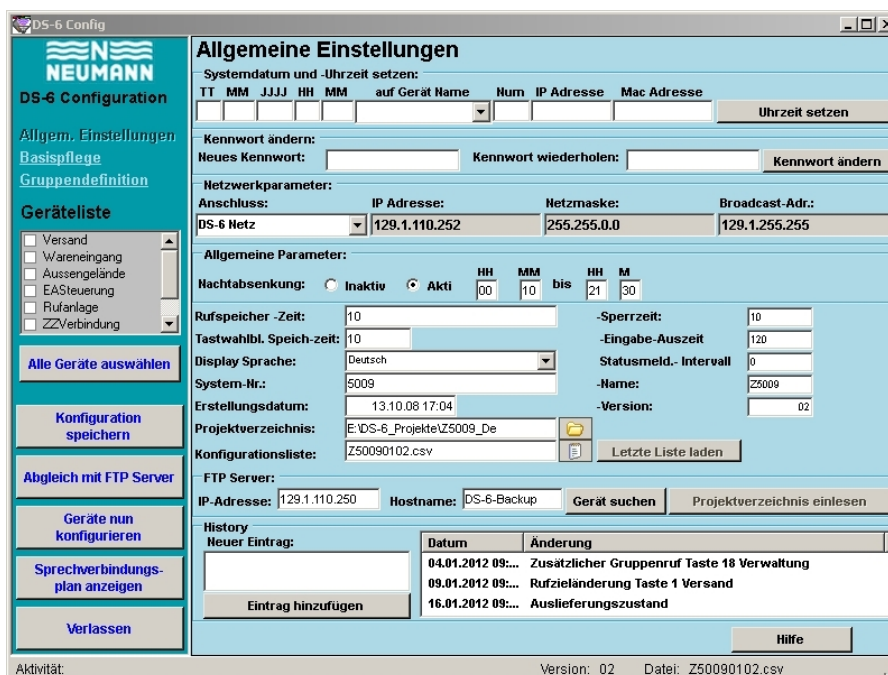 DS-6 Config
NEUMANN
DS-6 Configuration
Allgem. Einstellungen
Basispflege
Gruppendefinition
Geräteliste
Versand
Wareneingang
Aussengelände
EASteuerung
Rufanlage
ZZVerbindung
Alle Geräte auswählen
Konfiguration
speichern
Abgleich mit FTP Server
Geräte nun
konfigurieren
Sprechverbindungs-
plan anzeigen
Verlassen
Allgemeine Einstellungen
Systemdatum und -Uhrzeit setzen:
TT MM JJJJ HH MM auf Gerät Name Num IP Adresse Mac Adresse
Uhrzeit setzen
Kennwort ändern:
Neues Kennwort: Kennwort wiederholen: Kennwort ändern
Netzwerkparameter:
Anschluss: IP Adresse: Netzmaske: Broadcast-Adr.:
DS-6 Netz 129.1.110.252 255.255.0.0 129.1.255.255
Allgemeine Parameter:
HH MM HH M
Nachtabsenkung: Inaktiv Akti 00 10 bis 21 30
Rufspeicher -Zeit: 10 -Sperrzeit: 10
Tastwahlbl. Speich-zeit: 10 -Eingabe-Auszeit 120
Display Sprache: Deutsch Statusmeld.- Intervall 0
System-Nr.: 5009 -Name: Z5009
Erstellungsdatum: 13.10.08 17:04 -Version: 02
Projektverzeichnis: E:\DS-6_Projekte\Z5009_De
Konfigurationsliste: Z50090102.csv Letzte Liste laden
FTP Server:
IP-Adresse: 129.1.110.250 Hostname: DS-6-Backup Gerät suchen Projektverzeichnis einlesen
History
Neuer Eintrag:
Eintrag hinzufügen
Datum Änderung
04.01.2012 09:... Zusätzlicher Gruppenruf Taste 18 Verwaltung
09.01.2012 09:... Rufzieländerung Taste 1 Versand
16.01.2012 09:... Auslieferungszustand
Hilfe
Aktivität: Version: 02 Datei: Z50090102.csv